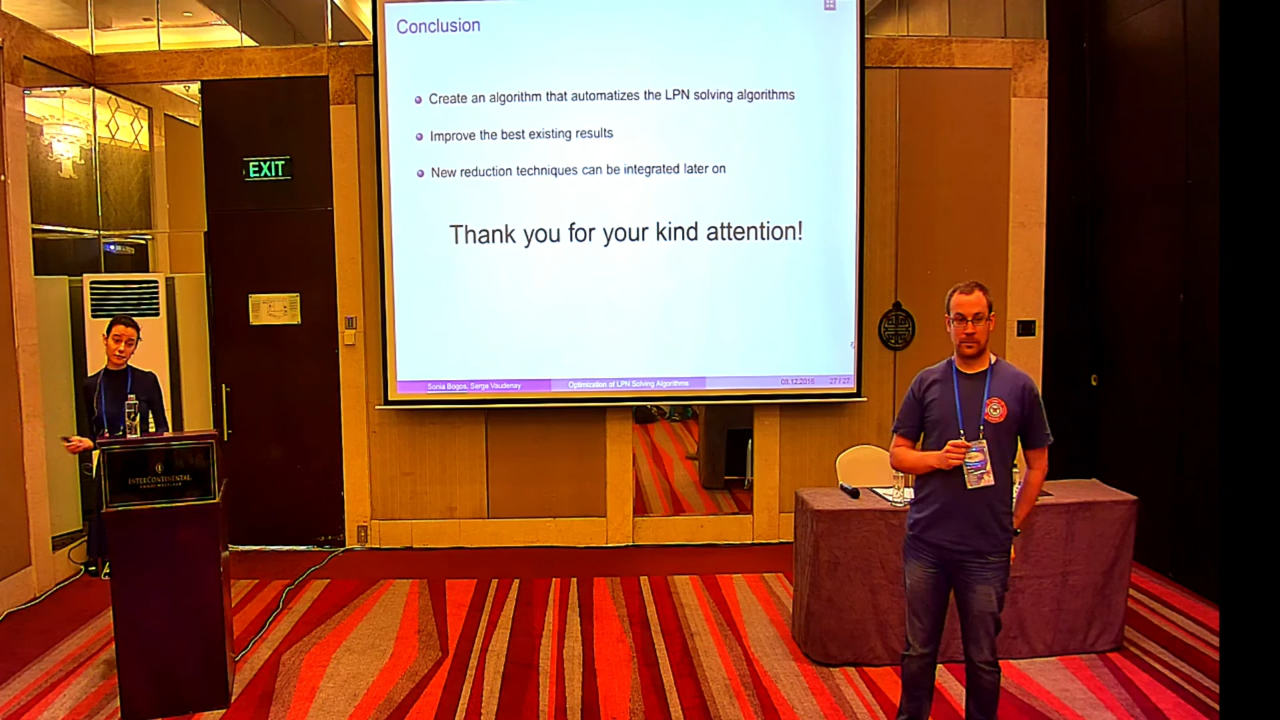 Conclusion
Create an algorithm that automatizes the LPN solving algorithms
Improve the best existing results
New reduction techniques can be integrated later on
Thank you for your kind attention!
Sonia Bogos, Serge Vaudenay
Optimization of LPN Solving Algorithms
08.12.2016
27 / 27
EXIT
INTERCONTINENTAL